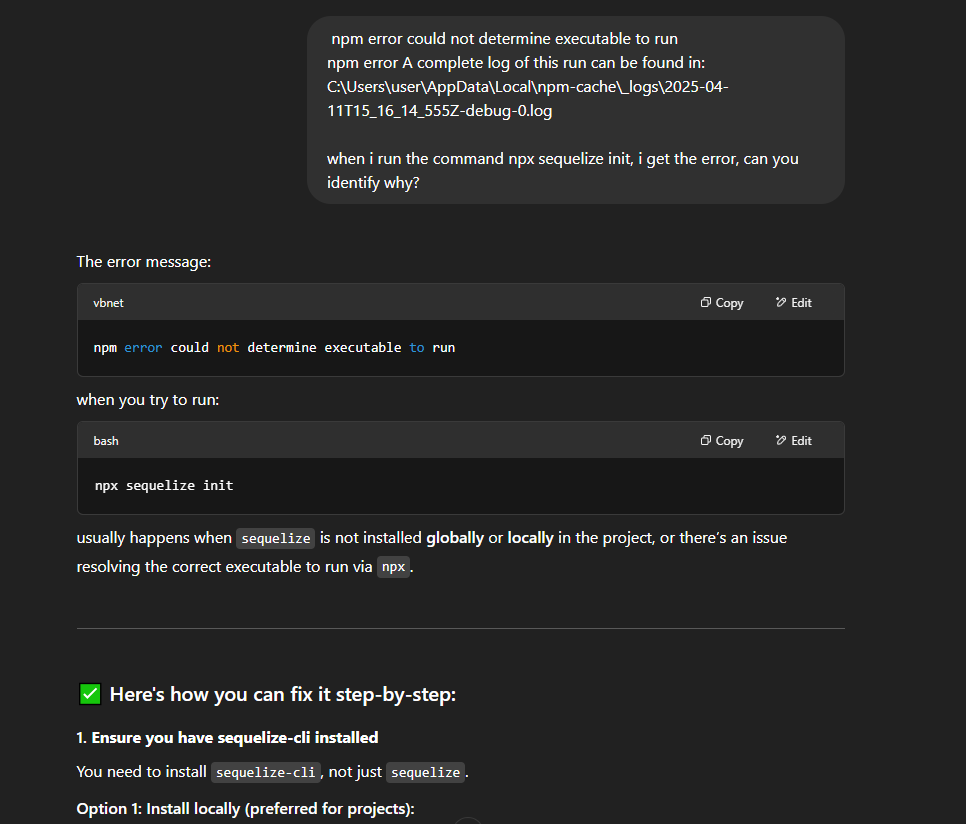 npm error could not determine executable to run
npm error A complete log of this run can be found in:
C:\Users\user\AppData\Local\npm-cache\_logs\2025-04-
11T15_16_14_555Z-debug-0.log
when i run the command npx sequelize init, i get the error, can you
identify why?
The error message:
vbnet Copy Edit
npm error could not determine executable to run
when you try to run:
bash Copy Edit
npx sequelize init
usually happens when sequelize is not installed globally or locally in the project, or there's an issue
resolving the correct executable to run via npx.
Here's how you can fix it step-by-step:
1. Ensure you have sequelize-cli installed
You need to install sequelize-cli, not just sequelize.
Option 1: Install locally (preferred for projects):